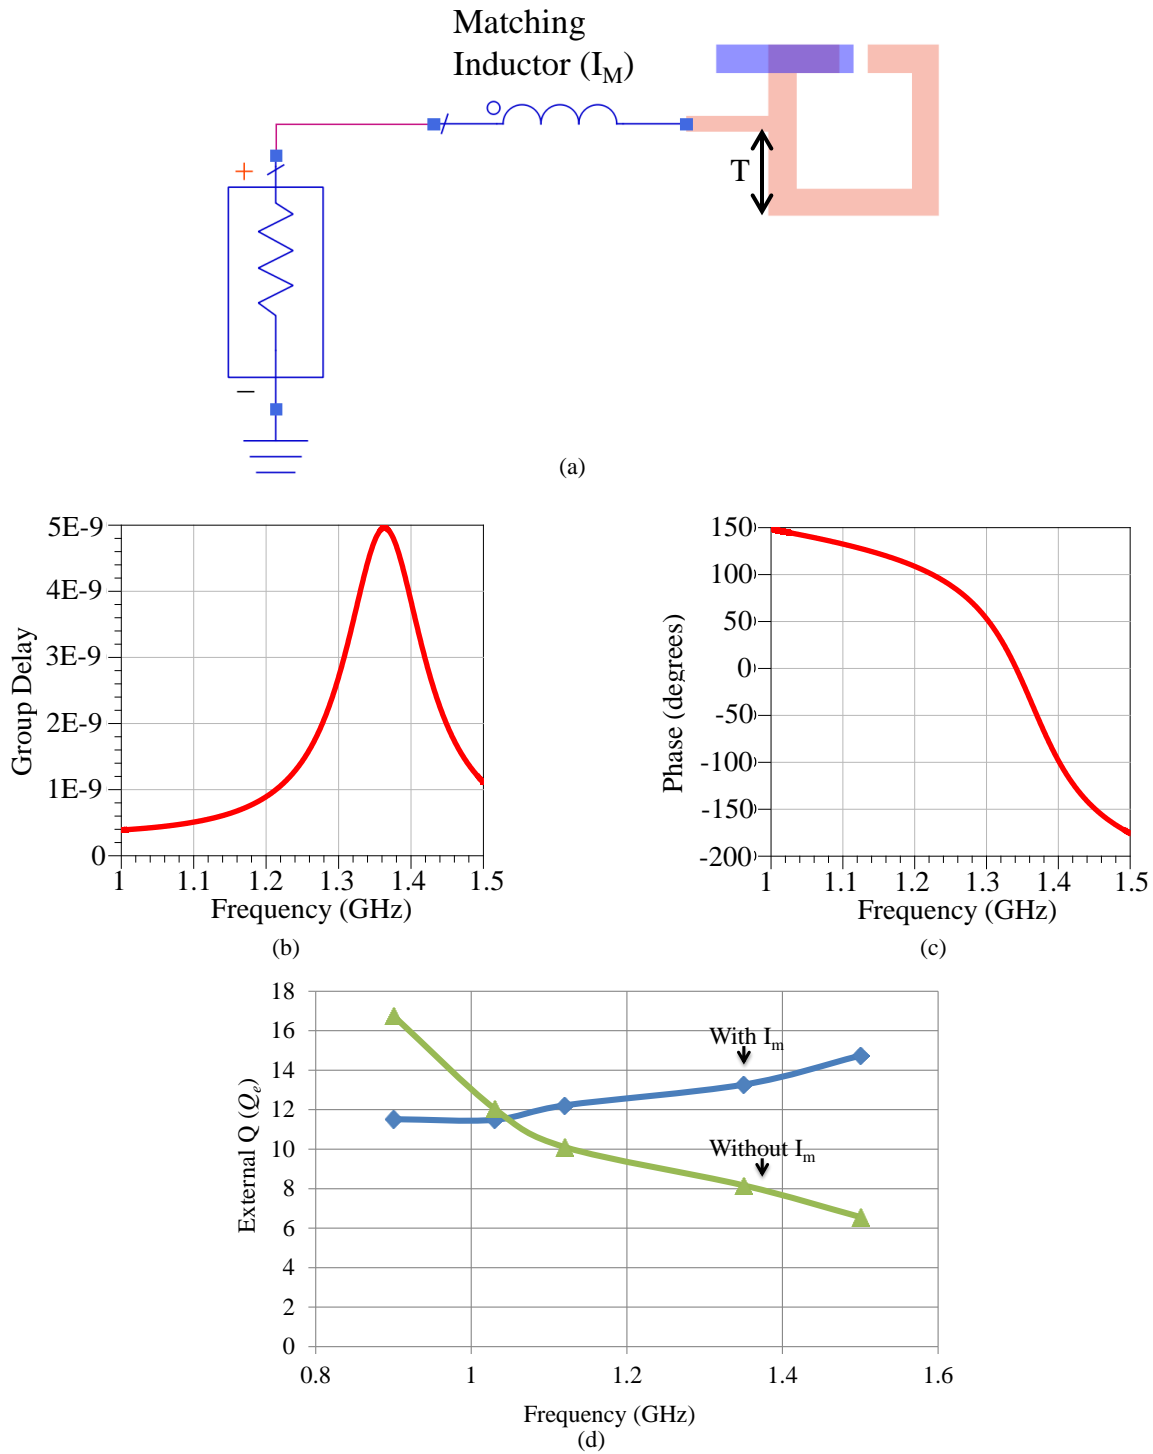 Matching
Inductor (I_M)
T
+
−
(a)
5E-9
4E-9
3E-9
2E-9
1E-9
0
Group Delay
1 1.1 1.2 1.3 1.4 1.5
Frequency (GHz)
(b)
150
100
50
0
-50
-100
-150
-200
Phase (degrees)
1 1.1 1.2 1.3 1.4 1.5
Frequency (GHz)
(c)
18
16
14
12
10
8
6
4
2
0
External Q (Q_e)
With I_m
Without I_m
0.8 1 1.2 1.4 1.6
Frequency (GHz)
(d)